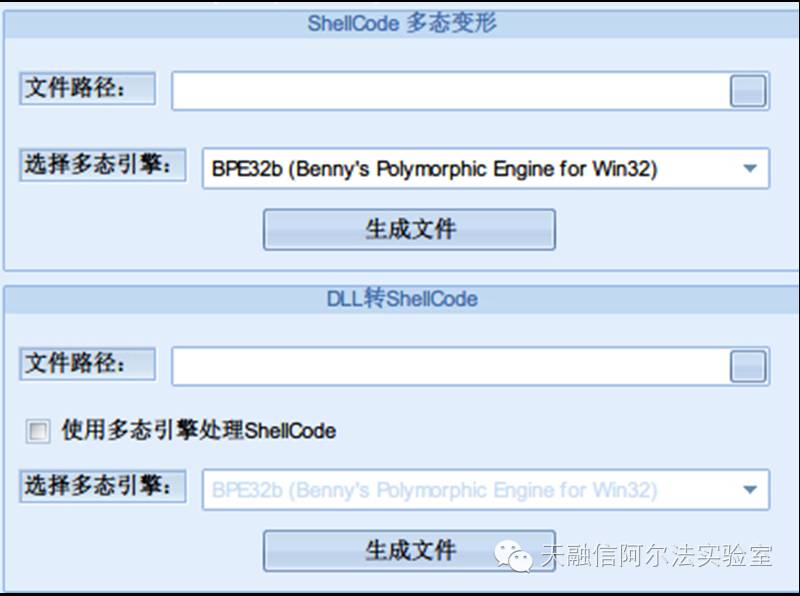 ShellCode 多态变形
文件路径：
选择多态引擎： BPE32b (Benny's Polymorphic Engine for Win32)
生成文件
DLL转ShellCode
文件路径：
使用多态引擎处理ShellCode
选择多态引擎： BPE32b (Benny's Polymorphic Engine for Win32)
生成文件
天融信阿尔法实验室